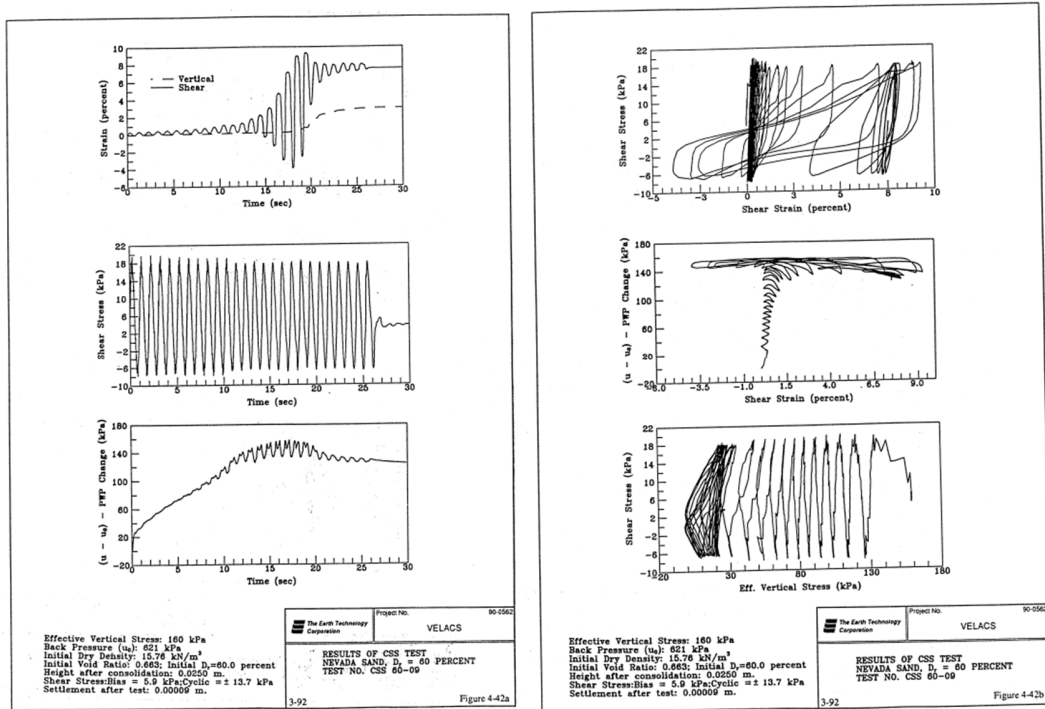 10
8
6
4
2
0
-2
-4
-6
Strain (percent)
Vertical
Shear
0 5 10 15 20 25 30
Time (sec)
22
18
14
10
6
2
-2
-6
-10
Shear Stress (kPa)
0 5 10 15 20 25 30
Time (sec)
180
140
100
60
20
-20
(u - u₀) - PWP Change (kPa)
0 5 10 15 20 25 30
Time (sec)
Effective Vertical Stress: 160 kPa
Back Pressure (u₀): 621 kPa
Initial Dry Density: 15.76 kN/m³
Initial Void Ratio: 0.663; Initial Dᵣ=60.0 percent
Height after consolidation: 0.0250 m.
Shear Stress:Bias = 5.9 kPa;Cyclic = ± 13.7 kPa
Settlement after test: 0.00009 m.
The Earth Technology
Corporation
Project No. 90-0562
VELACS
RESULTS OF CSS TEST
NEVADA SAND, Dᵣ = 60 PERCENT
TEST NO. CSS 60-09
3-92 Figure 4-42a
22
18
14
10
6
2
-2
-6
-10
Shear Stress (kPa)
-5 -3 -1 0 1 3 5 6 8 10
Shear Strain (percent)
180
160
140
100
80
60
20
-20
(u - u₀) - PWP Change (kPa)
-3.5 -1.0 1.5 4.0 6.5 9.0
Shear Strain (percent)
22
18
14
10
6
2
-2
-6
-10
Shear Stress (kPa)
-20 30 80 130 180
Eff. Vertical Stress (kPa)
Effective Vertical Stress: 160 kPa
Back Pressure (u₀): 621 kPa
Initial Dry Density: 15.76 kN/m³
Initial Void Ratio: 0.663; Initial Dᵣ=60.0 percent
Height after consolidation: 0.0250 m.
Shear Stress:Bias = 5.9 kPa;Cyclic = ± 13.7 kPa
Settlement after test: 0.00009 m.
The Earth Technology
Corporation
Project No. 90-0562
VELACS
RESULTS OF CSS TEST
NEVADA SAND, Dᵣ = 60 PERCENT
TEST NO. CSS 60-09
3-92 Figure 4-42b